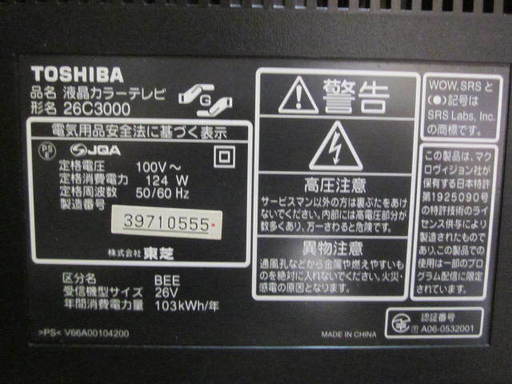 TOSHIBA
品名 液晶カラーテレビ
形名 26C3000
G
電気用品安全法に基づく表示
PS E JQA
定格電圧 100V～
定格消費電力 124 W
定格周波数 50/60 Hz
製造番号
39710555
株式会社 東芝
区分名 BEE
受信機型サイズ 26V
年間消費電力量 103kWh/年
>PS< V66A00104200
警告
高圧注意
サービスマン以外の方は裏ぶたをあけ
ないでください。内部には高電圧部分が
数多くあり、万一さわると危険です。
異物注意
通風孔などから金属や燃えやすいもの
を絶対に入れないでください。火災・
感電の原因となります。
MADE IN CHINA
WOW, SRS と
(●)記号は
SRS Labs, Inc.
の商標です。
この製品は、マク
ロヴィジョン社が
保有する日本特許
第1925090号
の特許技術のライ
センス供与により
製造されたもので
あり、この製品での
使用は一部のプロ
グラム配信に限定
されています。
認証番号
A06-0532001